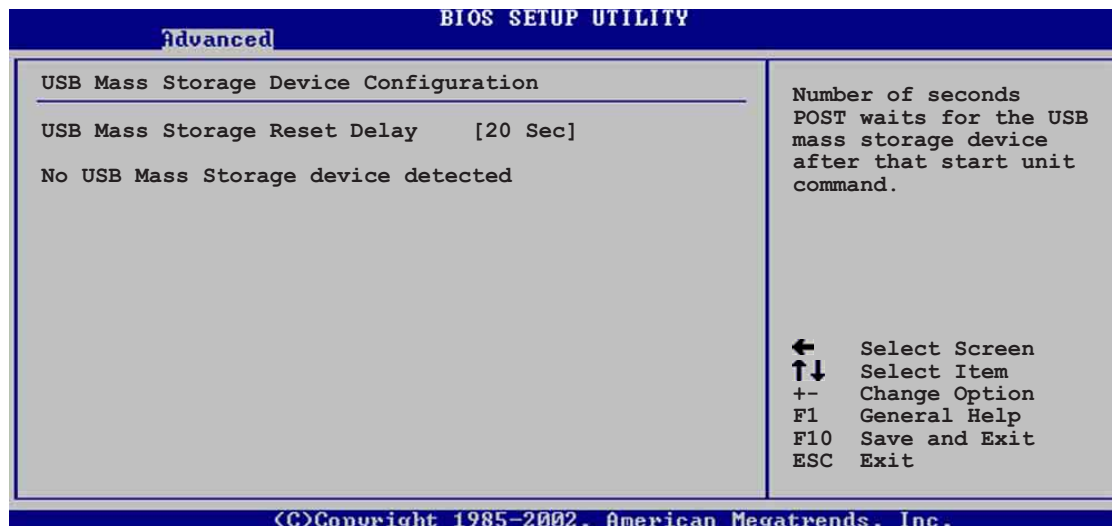 BIOS SETUP UTILITY
Advanced
USB Mass Storage Device Configuration
USB Mass Storage Reset Delay [20 Sec]
No USB Mass Storage device detected
Number of seconds
POST waits for the USB
mass storage device
after that start unit
command.
← Select Screen
↑↓ Select Item
+- Change Option
F1 General Help
F10 Save and Exit
ESC Exit
(C)Copyright 1985-2002, American Megatrends, Inc.